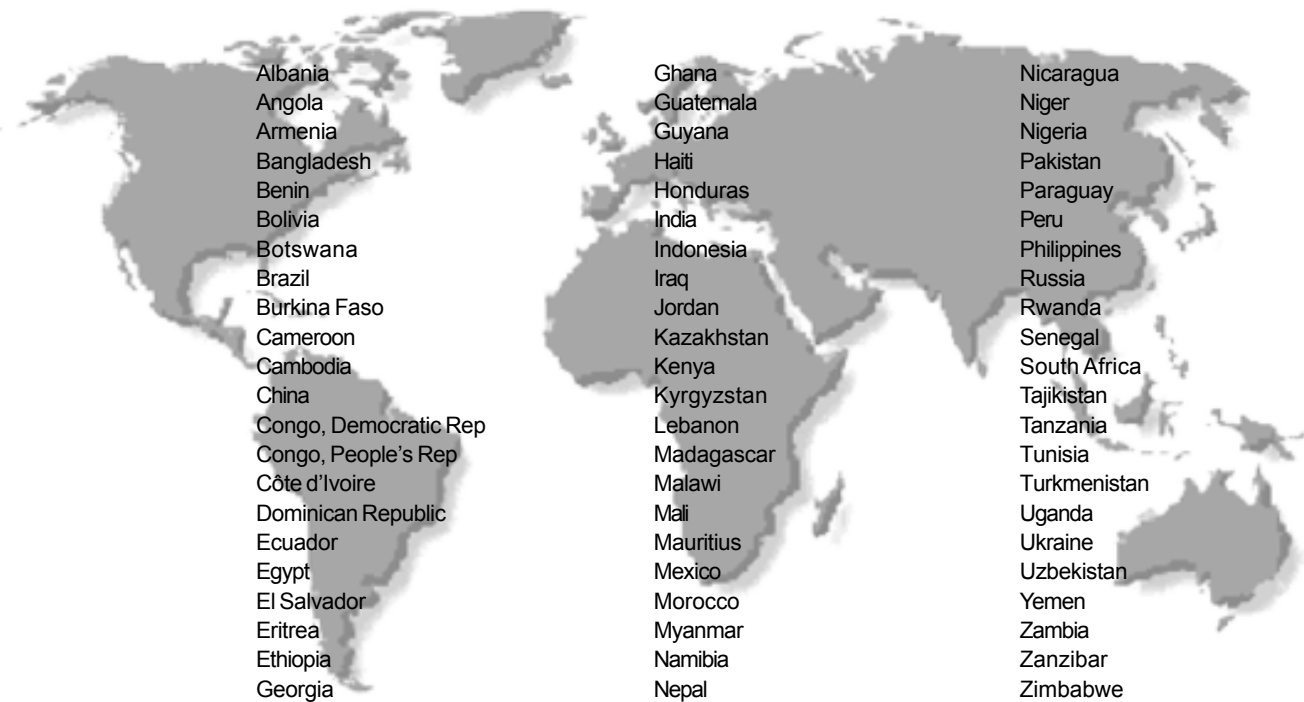 Albania
Angola
Armenia
Bangladesh
Benin
Bolivia
Botswana
Brazil
Burkina Faso
Cameroon
Cambodia
China
Congo, Democratic Rep
Congo, People’s Rep
Côte d’Ivoire
Dominican Republic
Ecuador
Egypt
El Salvador
Eritrea
Ethiopia
Georgia
Ghana
Guatemala
Guyana
Haiti
Honduras
India
Indonesia
Iraq
Jordan
Kazakhstan
Kenya
Kyrgyzstan
Lebanon
Madagascar
Malawi
Mali
Mauritius
Mexico
Morocco
Myanmar
Namibia
Nepal
Nicaragua
Niger
Nigeria
Pakistan
Paraguay
Peru
Philippines
Russia
Rwanda
Senegal
South Africa
Tajikistan
Tanzania
Tunisia
Turkmenistan
Uganda
Ukraine
Uzbekistan
Yemen
Zambia
Zanzibar
Zimbabwe